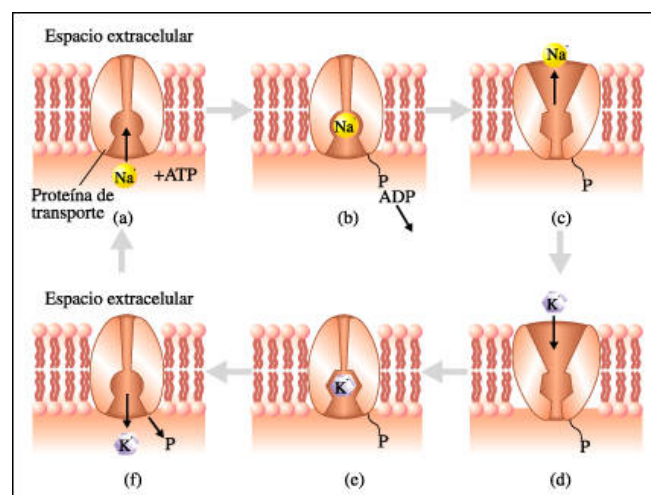 Espacio extracelular
Na+
Na+
Na+
Proteína de
transporte
+ATP
P
ADP
P
(a)
(b)
(c)
Espacio extracelular
K+
K+
K+
P
P
P
(f)
(e)
(d)